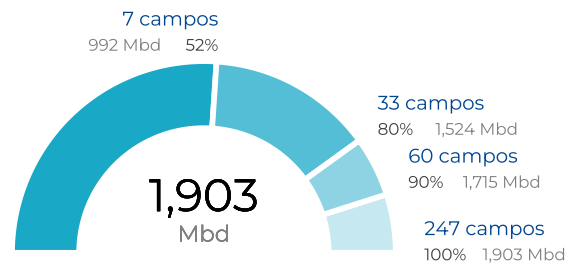 7 campos
992 Mbd 52%
33 campos
80% 1,524 Mbd
60 campos
90% 1,715 Mbd
1,903
Mbd
247 campos
100% 1,903 Mbd